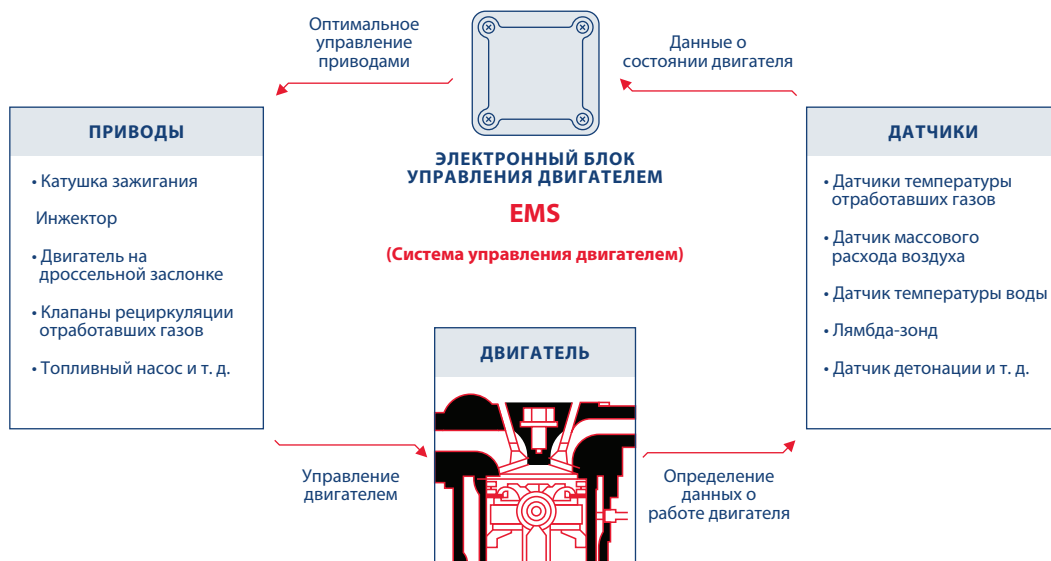 Оптимальное
управление
приводами
Данные о
состоянии двигателя
ПРИВОДЫ
• Катушка зажигания
Инжектор
• Двигатель на
дроссельной заслонке
• Клапаны рециркуляции
отработавших газов
• Топливный насос и т. д.
ЭЛЕКТРОННЫЙ БЛОК
УПРАВЛЕНИЯ ДВИГАТЕЛЕМ
EMS
(Система управления двигателем)
ДАТЧИКИ
• Датчики температуры
отработавших газов
• Датчик массового
расхода воздуха
• Датчик температуры воды
• Лямбда-зонд
• Датчик детонации и т. д.
ДВИГАТЕЛЬ
Управление
двигателем
Определение
данных о
работе двигателя